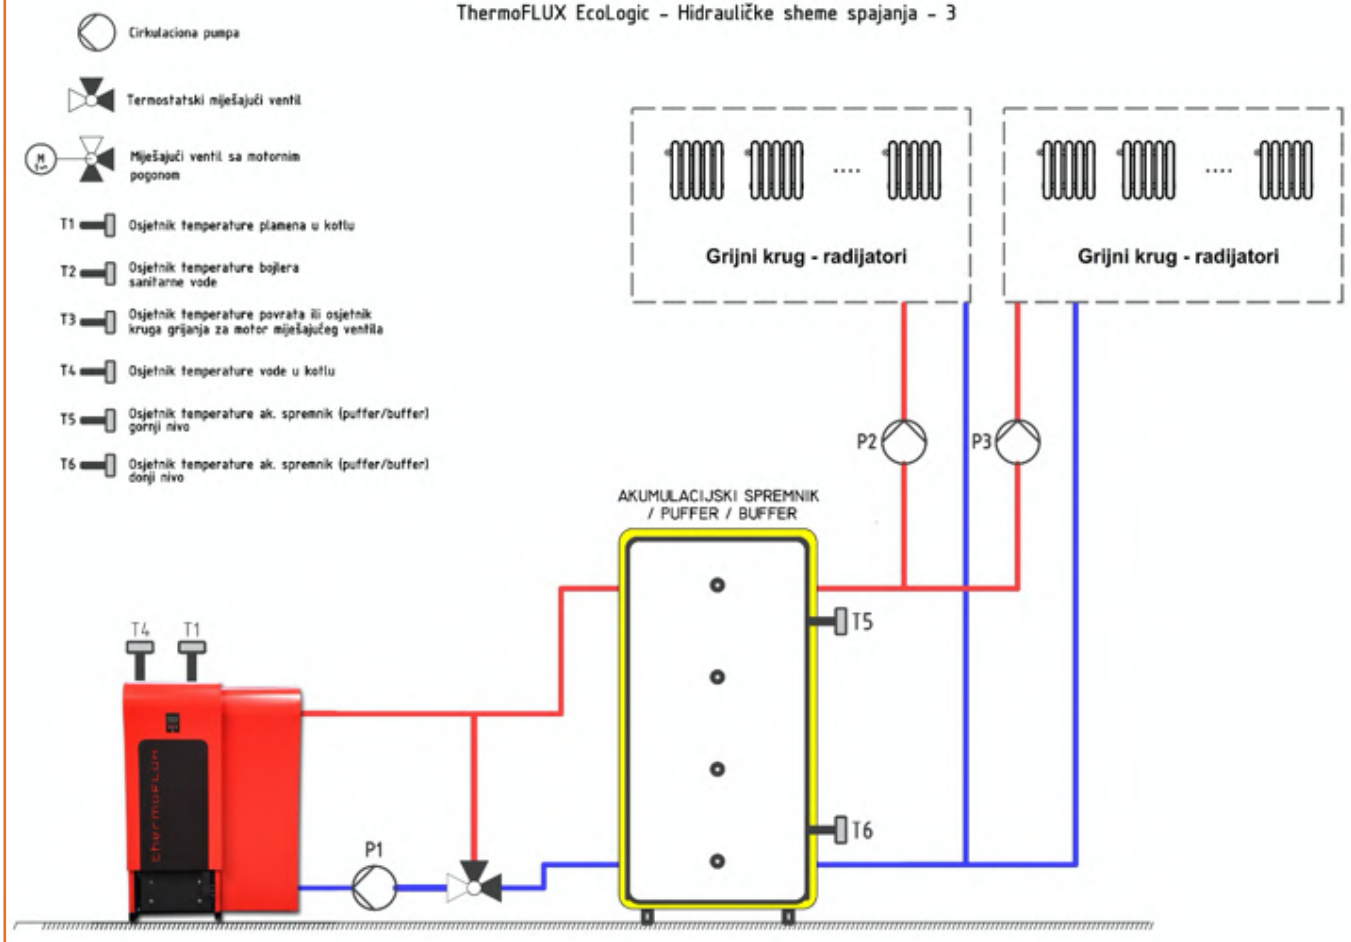 ThermoFLUX EcoLogic - Hidrauličke sheme spajanja - 3
Cirkulaciona pumpa
Termostatski miješajući ventil
M
Miješajući ventil sa motornim
pogonom
T1 Osjetnik temperature plamena u kotlu
T2 Osjetnik temperature bojlera
sanitarne vode
T3 Osjetnik temperature povrata ili osjetnik
kruga grijanja za motor miješajućeg ventila
T4 Osjetnik temperature vode u kotlu
T5 Osjetnik temperature ak. spremnik (puffer/buffer)
gornji nivo
T6 Osjetnik temperature ak. spremnik (puffer/buffer)
donji nivo
Grijni krug - radijatori
Grijni krug - radijatori
P2
P3
AKUMULACIJSKI SPREMNIK
/ PUFFER / BUFFER
T5
T6
T4
T1
thermoFLUX
P1